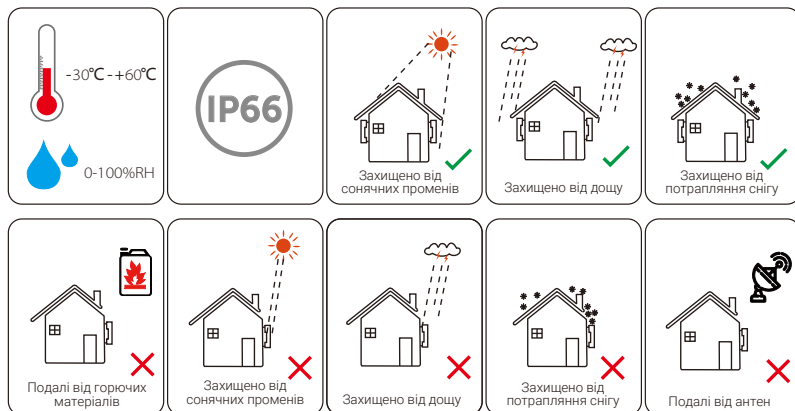 -30℃-+60℃
0-100%RH
IP66
Захищено від
сонячних променів
Захищено від дощу
Захищено від
потрапляння снігу
Подалі від горючих
матеріалів
Захищено від
сонячних променів
Захищено від дощу
Захищено від
потрапляння снігу
Подалі від антен